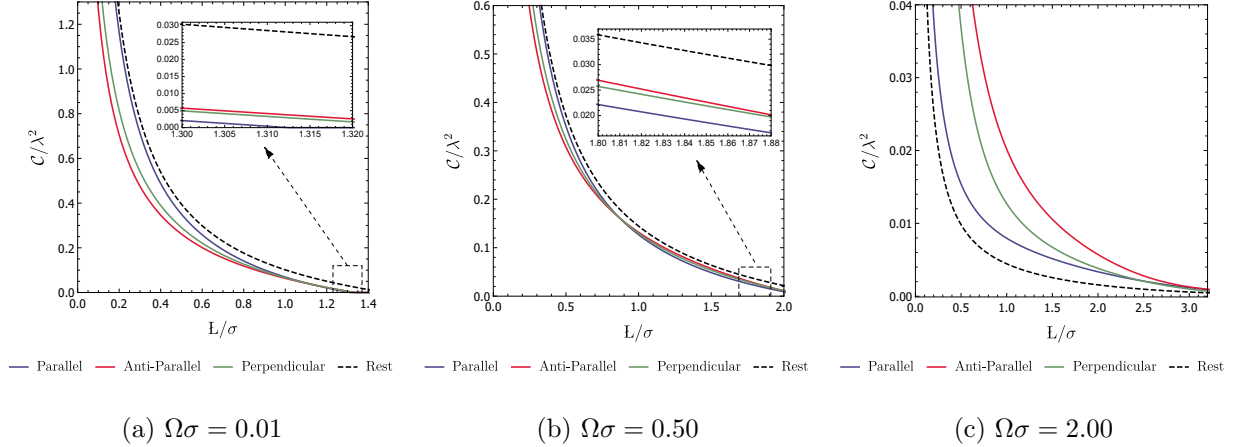 C/λ²
1.2
1.0
0.8
0.6
0.4
0.2
0.0
0.0 0.2 0.4 0.6 0.8 1.0 1.2 1.4
Ł/σ
0.030
0.025
0.020
0.015
0.010
0.005
0.000
1.300 1.305 1.310 1.315 1.320
Parallel Anti-Parallel Perpendicular Rest
(a) Ωσ = 0.01
C/λ²
0.6
0.5
0.4
0.3
0.2
0.1
0.0
0.5 1.0 1.5 2.0
Ł/σ
0.035
0.030
0.025
0.020
1.80 1.81 1.82 1.83 1.84 1.85 1.86 1.87 1.88
Parallel Anti-Parallel Perpendicular Rest
(b) Ωσ = 0.50
C/λ²
0.04
0.03
0.02
0.01
0.00
0.0 0.5 1.0 1.5 2.0 2.5 3.0
Ł/σ
Parallel Anti-Parallel Perpendicular Rest
(c) Ωσ = 2.00